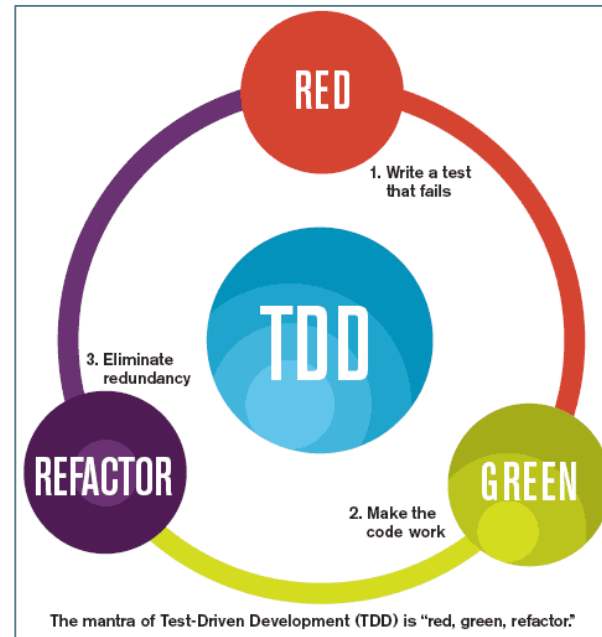 RED
1. Write a test
that fails
TDD
3. Eliminate
redundancy
REFACTOR
GREEN
2. Make the
code work
The mantra of Test-Driven Development (TDD) is “red, green, refactor.”